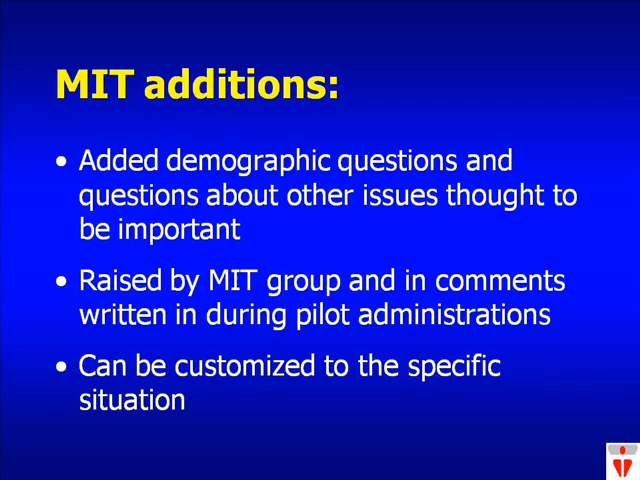 MIT additions:
• Added demographic questions and
questions about other issues thought to
be important
• Raised by MIT group and in comments
written in during pilot administrations
• Can be customized to the specific
situation